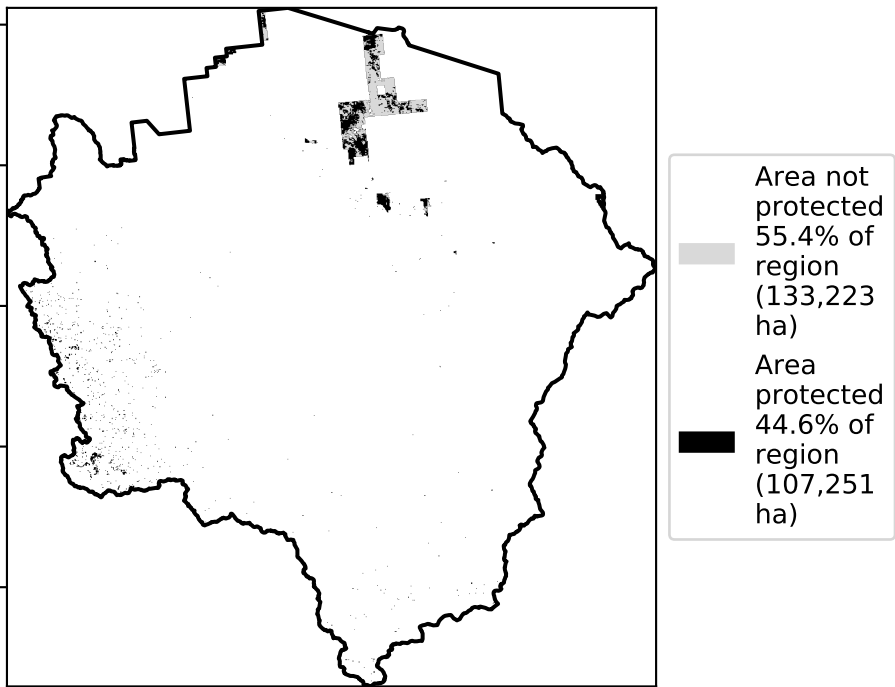 Area not
protected
55.4% of
region
(133,223
ha)
Area
protected
44.6% of
region
(107,251
ha)